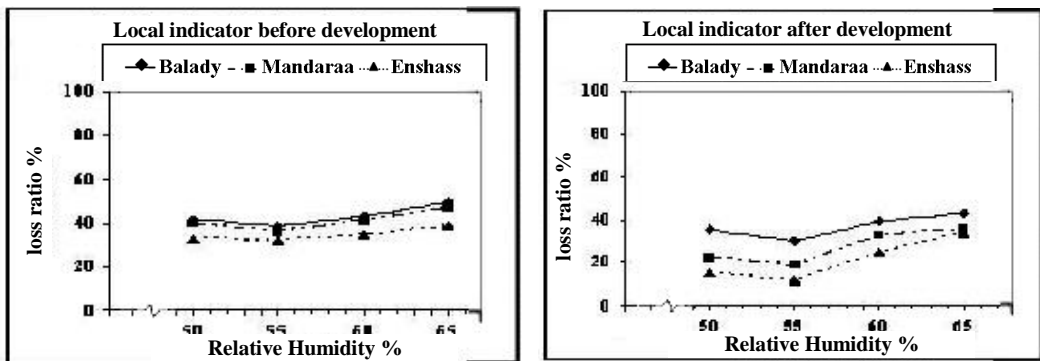 Local indicator before development
Balady
Mandaraa
Enshass
100
80
60
40
20
0
loss ratio %
50
55
60
65
Relative Humidity %
Local indicator after development
Balady
Mandaraa
Enshass
100
80
60
40
20
0
loss ratio %
50
55
60
65
Relative Humidity %